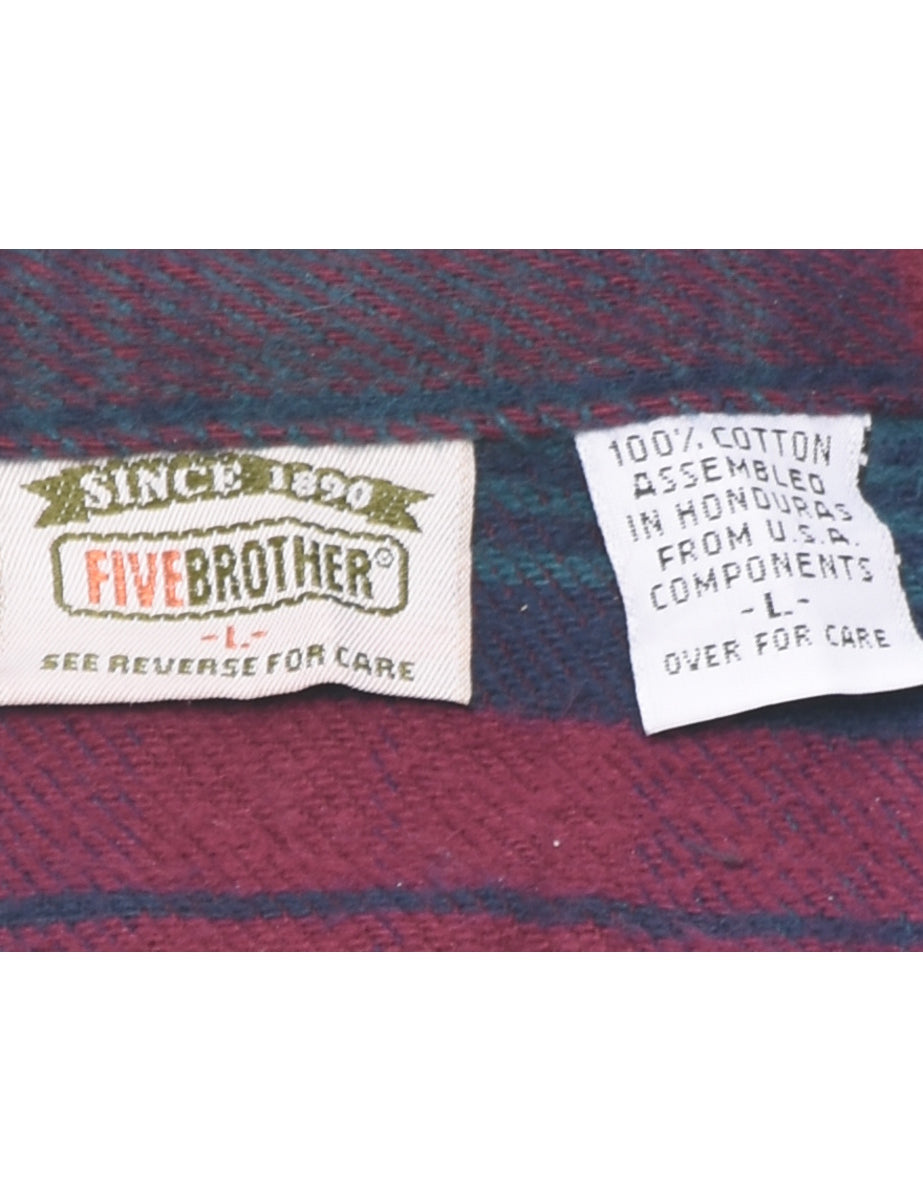 SINCE 1890
FIVEBROTHER®
-L-
SEE REVERSE FOR CARE
100% COTTON
ASSEMBLED
IN HONDURAS
FROM U.S.A.
COMPONENTS
-L-
OVER FOR CARE